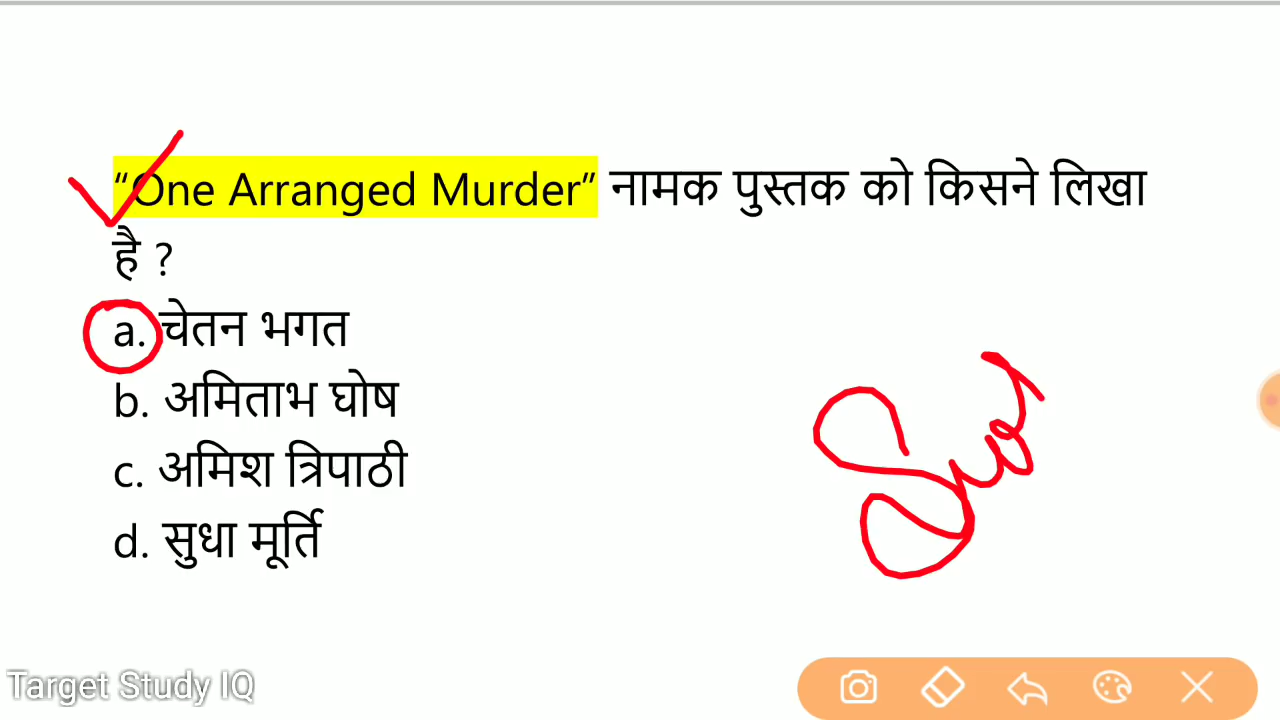 “One Arranged Murder” नामक पुस्तक को किसने लिखा
है ?
a. चेतन भगत
b. अमिताभ घोष
c. अमिश त्रिपाठी
d. सुधा मूर्ति
Target Study IQ